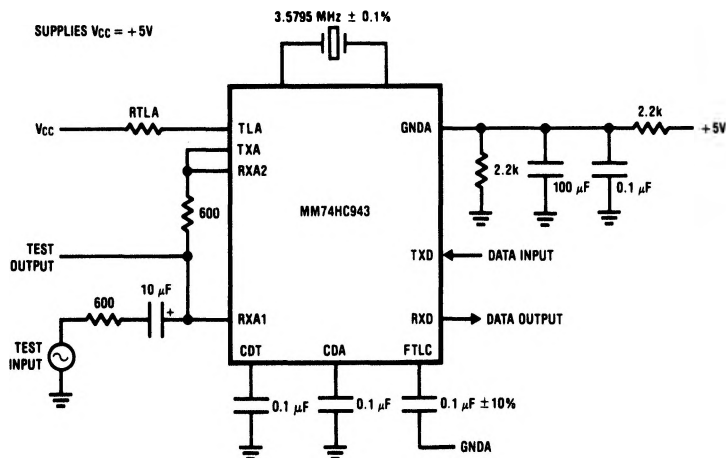 3.5795 MHz ± 0.1%
SUPPLIES VCC = +5V
VCC
RTLA
TLA
TXA
RXA2
GNDA
2.2k
+5V
2.2k
100 µF
0.1 µF
600
MM74HC943
TEST
OUTPUT
TXD
DATA INPUT
10 µF
+
600
RXA1
RXD
DATA OUTPUT
TEST
INPUT
CDT
CDA
FTLC
0.1 µF
0.1 µF
0.1 µF ±10%
GNDA